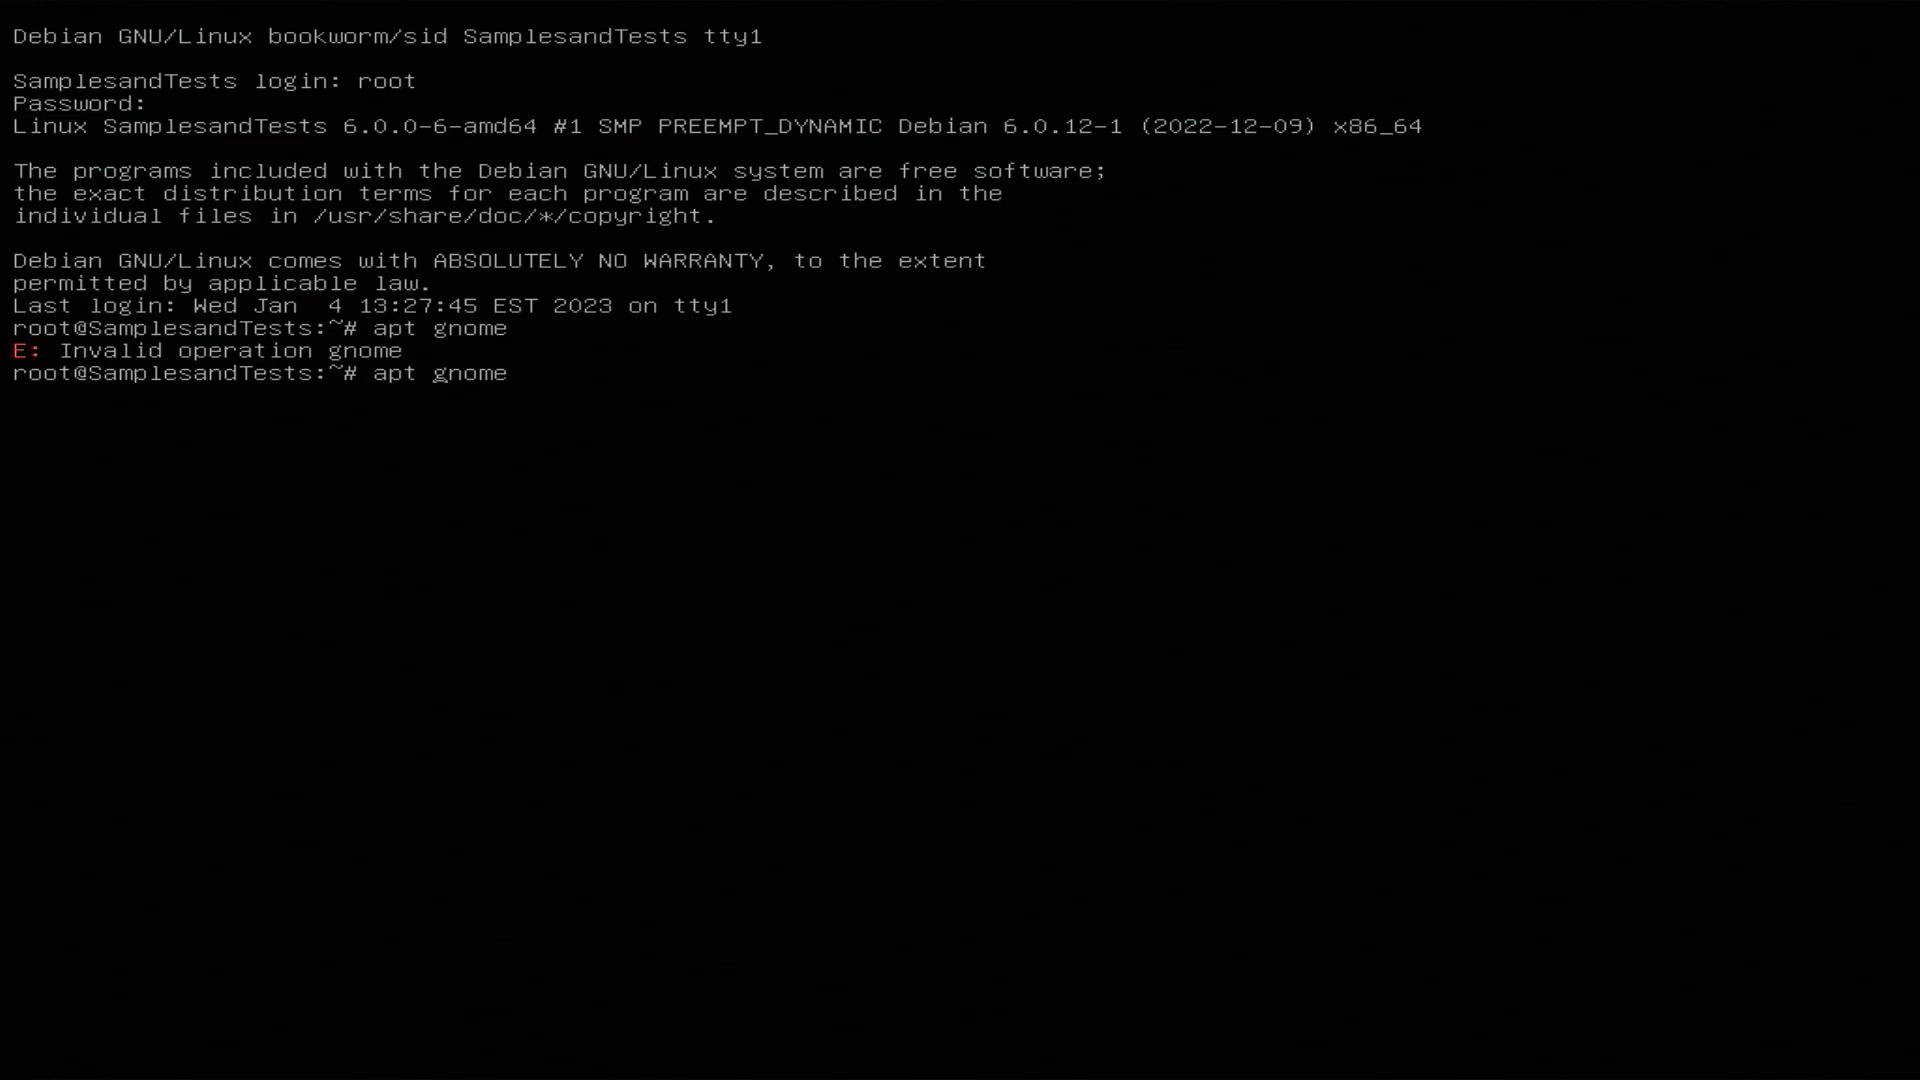 Debian GNU/Linux bookworm/sid SamplesandTests tty1
SamplesandTests login: root
Password:
Linux SamplesandTests 6.0.0-6-amd64 #1 SMP PREEMPT_DYNAMIC Debian 6.0.12-1 (2022-12-09) x86_64
The programs included with the Debian GNU/Linux system are free software;
the exact distribution terms for each program are described in the
individual files in /usr/share/doc/*/copyright.
Debian GNU/Linux comes with ABSOLUTELY NO WARRANTY, to the extent
permitted by applicable law.
Last login: Wed Jan  4 13:27:45 EST 2023 on tty1
root@SamplesandTests:~# apt gnome
E: Invalid operation gnome
root@SamplesandTests:~# apt gnome